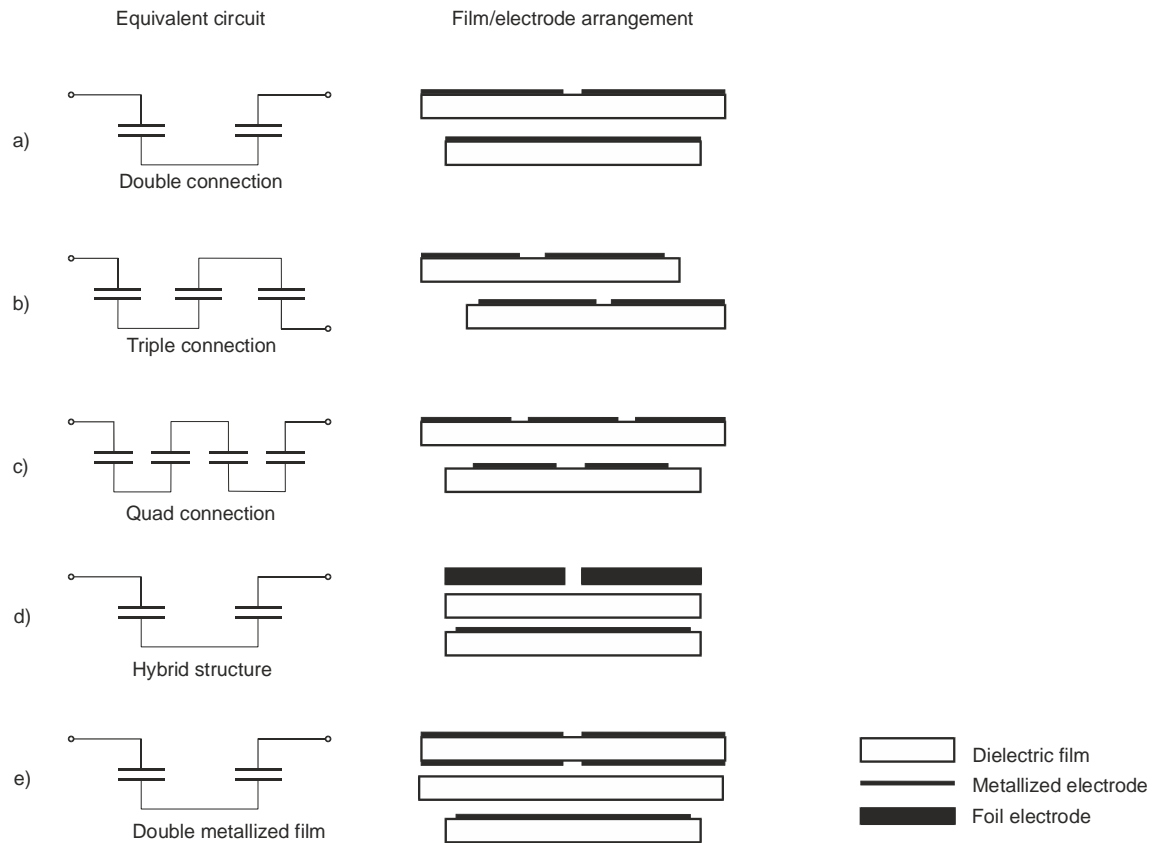 Equivalent circuit
Film/electrode arrangement
a)
Double connection
b)
Triple connection
c)
Quad connection
d)
Hybrid structure
e)
Double metallized film
Dielectric film
Metallized electrode
Foil electrode